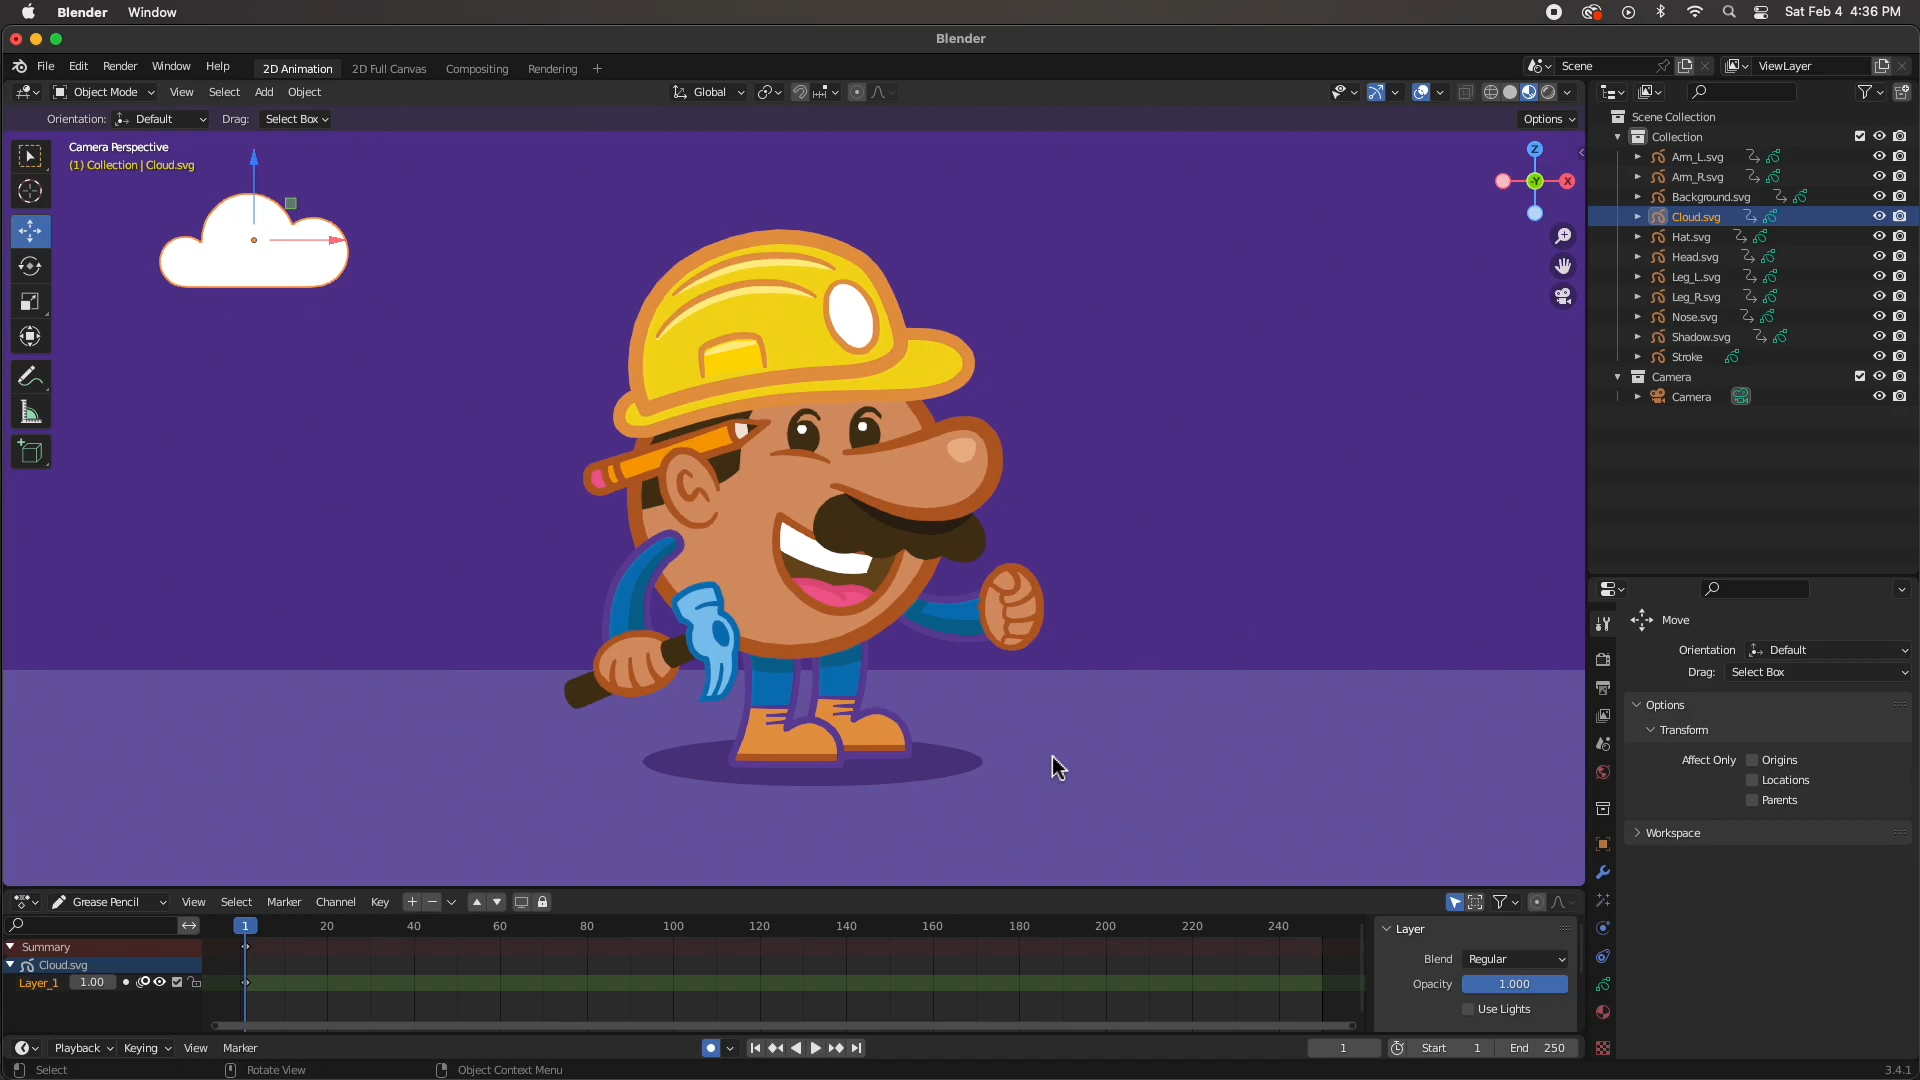 Blender Window Sat Feb 4 4:36 PM
Blender
File Edit Render Window Help 2D Animation 2D Full Canvas Compositing Rendering + Scene ViewLayer
Object Mode View Select Add Object Global
Orientation: Default Drag: Select Box Options
Camera Perspective
(1) Collection | Cloud.svg
Z
-Y
X
Scene Collection
Collection
Arm_L.svg
Arm_R.svg
Background.svg
Cloud.svg
Hat.svg
Head.svg
Leg_L.svg
Leg_R.svg
Nose.svg
Shadow.svg
Stroke
Camera
Camera
Move
Orientation Default
Drag: Select Box
Options
Transform
Affect Only Origins
Locations
Parents
Workspace
Grease Pencil View Select Marker Channel Key
1 20 40 60 80 100 120 140 160 180 200 220 240
Summary
Cloud.svg
Layer_1 1.00
Layer
Blend Regular
Opacity 1.000
Use Lights
Playback Keying View Marker 1 Start 1 End 250
Select Rotate View Object Context Menu 3.4.1